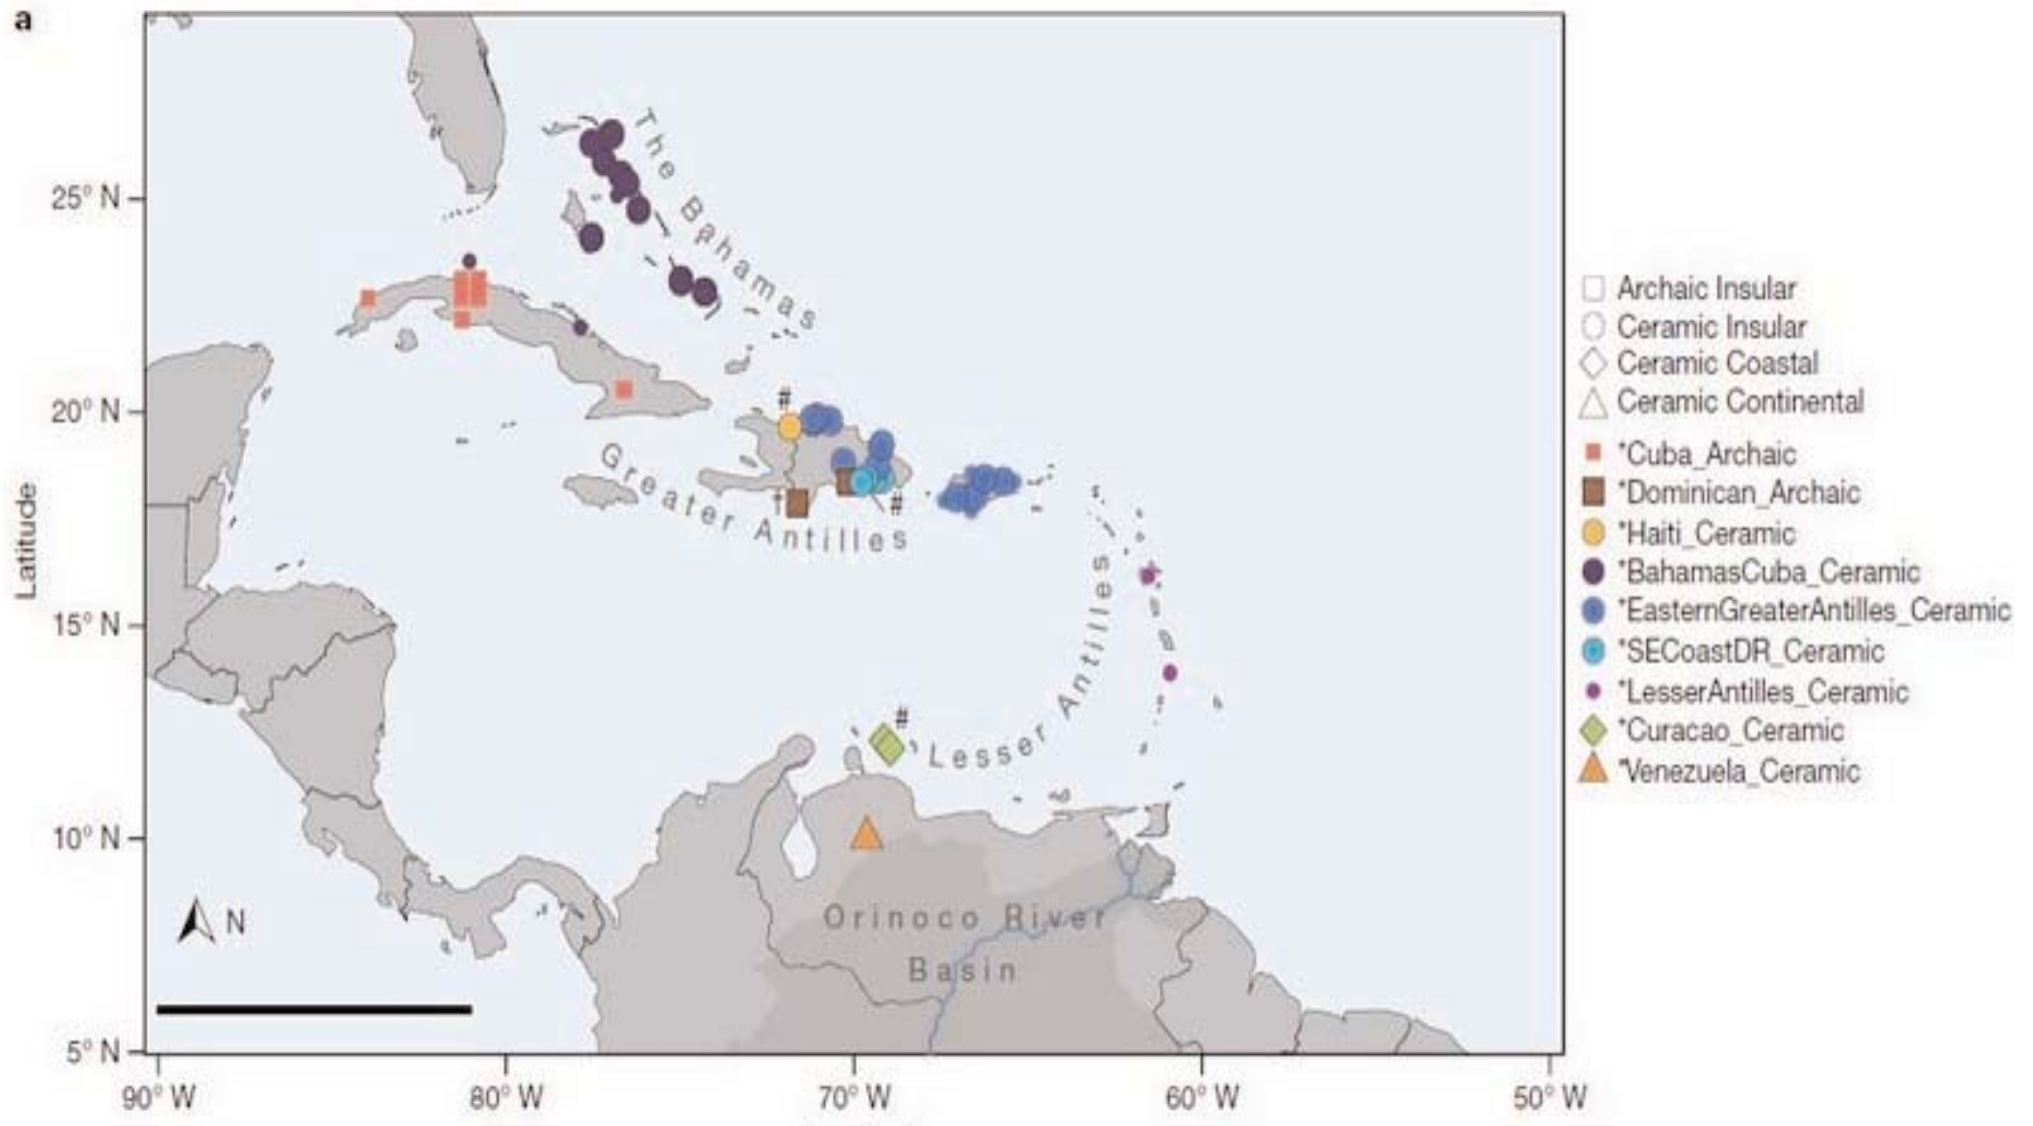 a
The Bahamas
25° N
20° N
15° N
10° N
5° N
Latitude
#
Greater Antilles
†
#
Lesser Antilles
#
Orinoco River
Basin
N
90° W
80° W
70° W
60° W
50° W
Archaic Insular
Ceramic Insular
Ceramic Coastal
Ceramic Continental
*Cuba_Archaic
*Dominican_Archaic
*Haiti_Ceramic
*BahamasCuba_Ceramic
*EasternGreaterAntilles_Ceramic
*SECoastDR_Ceramic
*LesserAntilles_Ceramic
*Curacao_Ceramic
*Venezuela_Ceramic